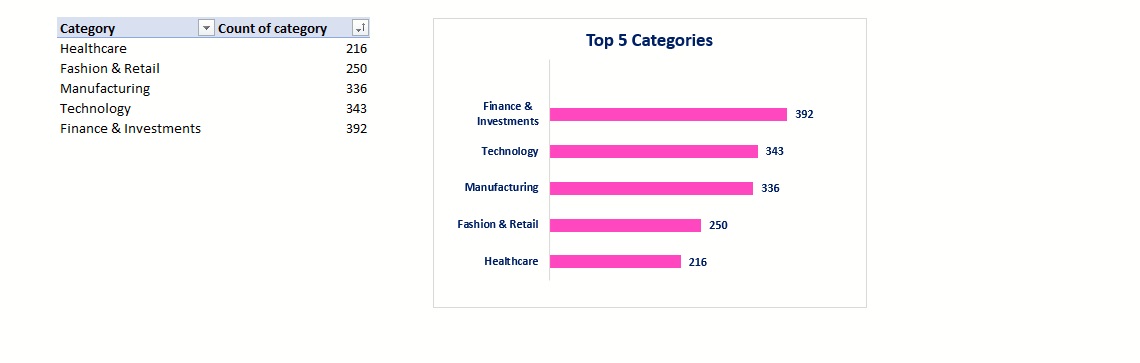 Category Count of category
Healthcare 216
Fashion & Retail 250
Manufacturing 336
Technology 343
Finance & Investments 392
Top 5 Categories
Finance &
Investments 392
Technology 343
Manufacturing 336
Fashion & Retail 250
Healthcare 216